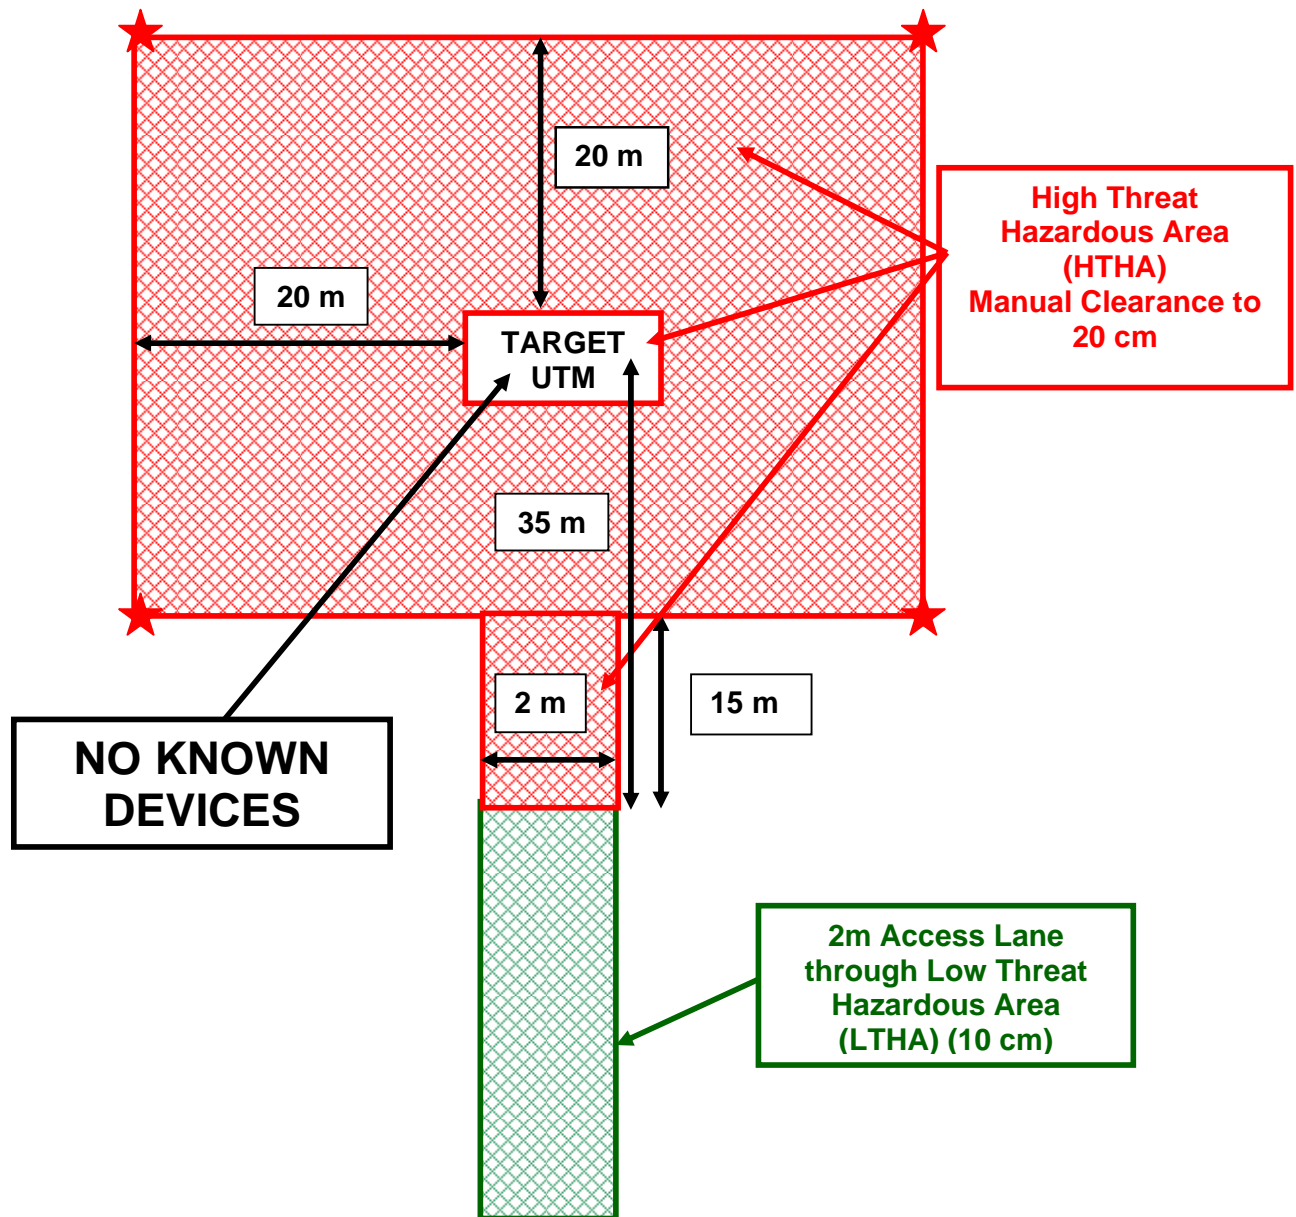 20 m
High Threat
Hazardous Area
(HTHA)
Manual Clearance to
20 cm
20 m
TARGET
UTM
35 m
2 m
15 m
NO KNOWN
DEVICES
2m Access Lane
through Low Threat
Hazardous Area
(LTHA) (10 cm)